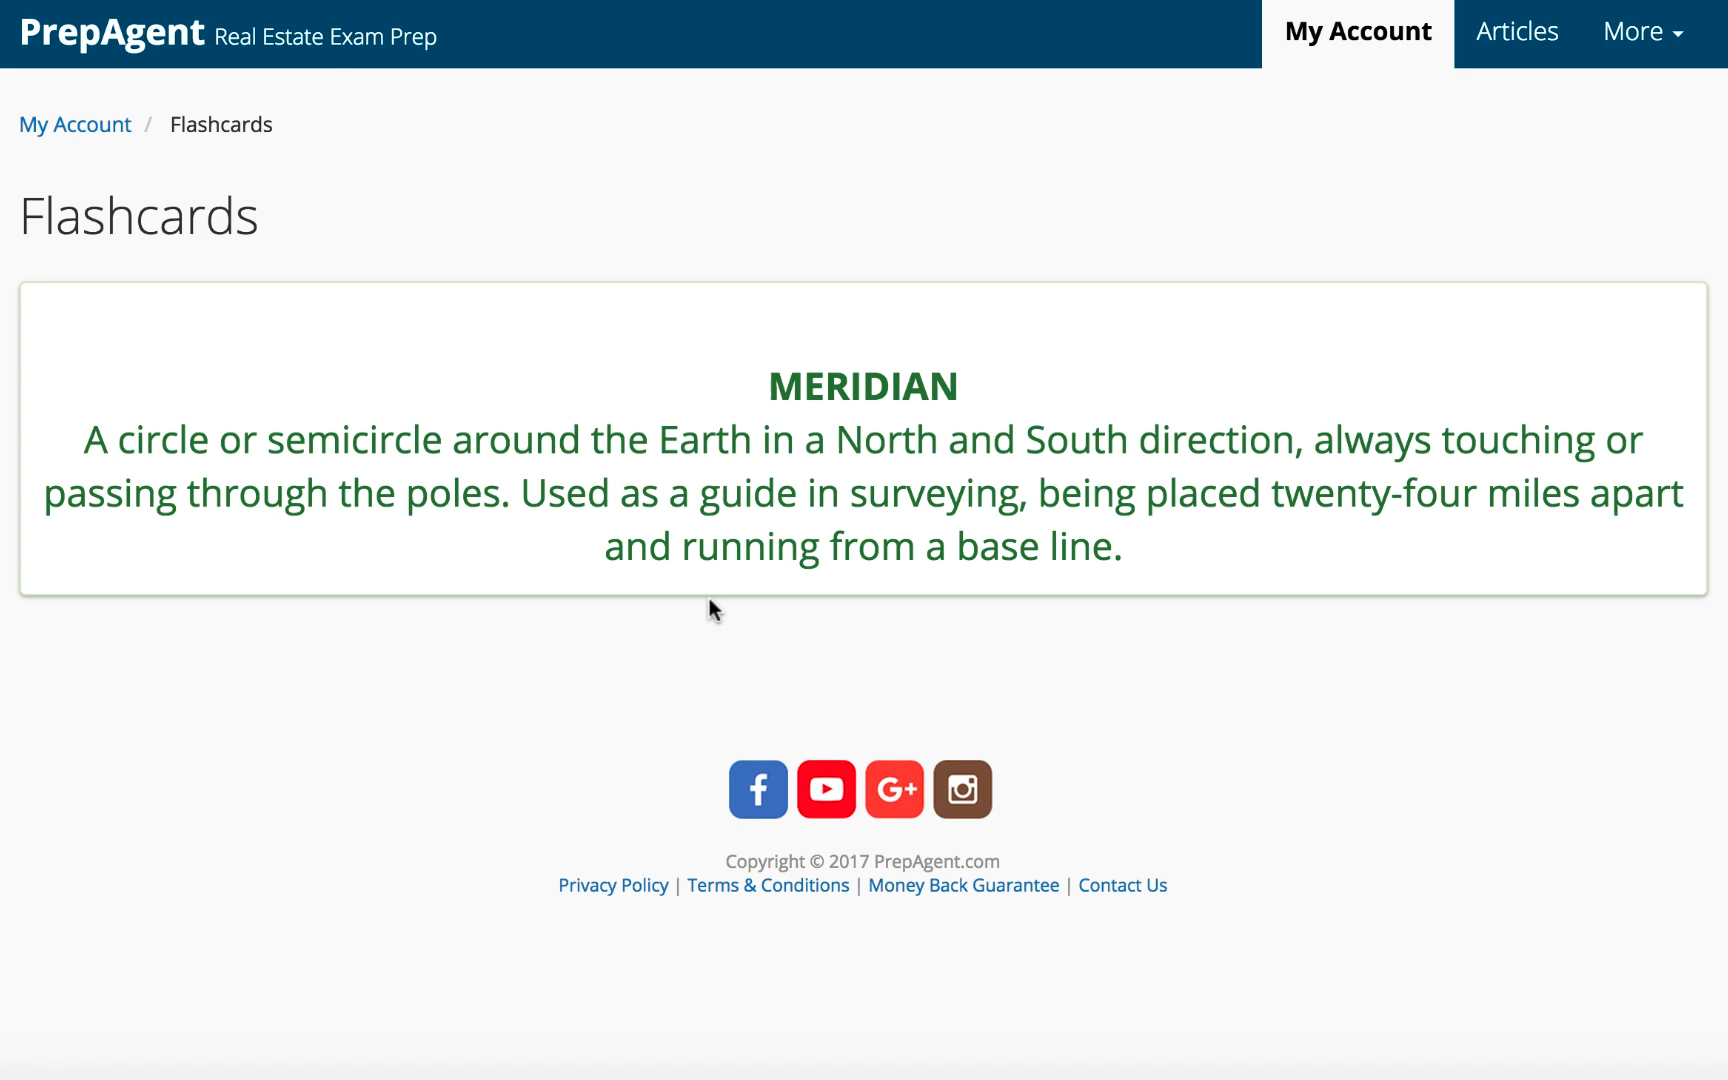 PrepAgent Real Estate Exam Prep My Account Articles More
My Account / Flashcards
Flashcards
MERIDIAN
A circle or semicircle around the Earth in a North and South direction, always touching or
passing through the poles. Used as a guide in surveying, being placed twenty-four miles apart
and running from a base line.
f G+
Copyright © 2017 PrepAgent.com
Privacy Policy | Terms & Conditions | Money Back Guarantee | Contact Us